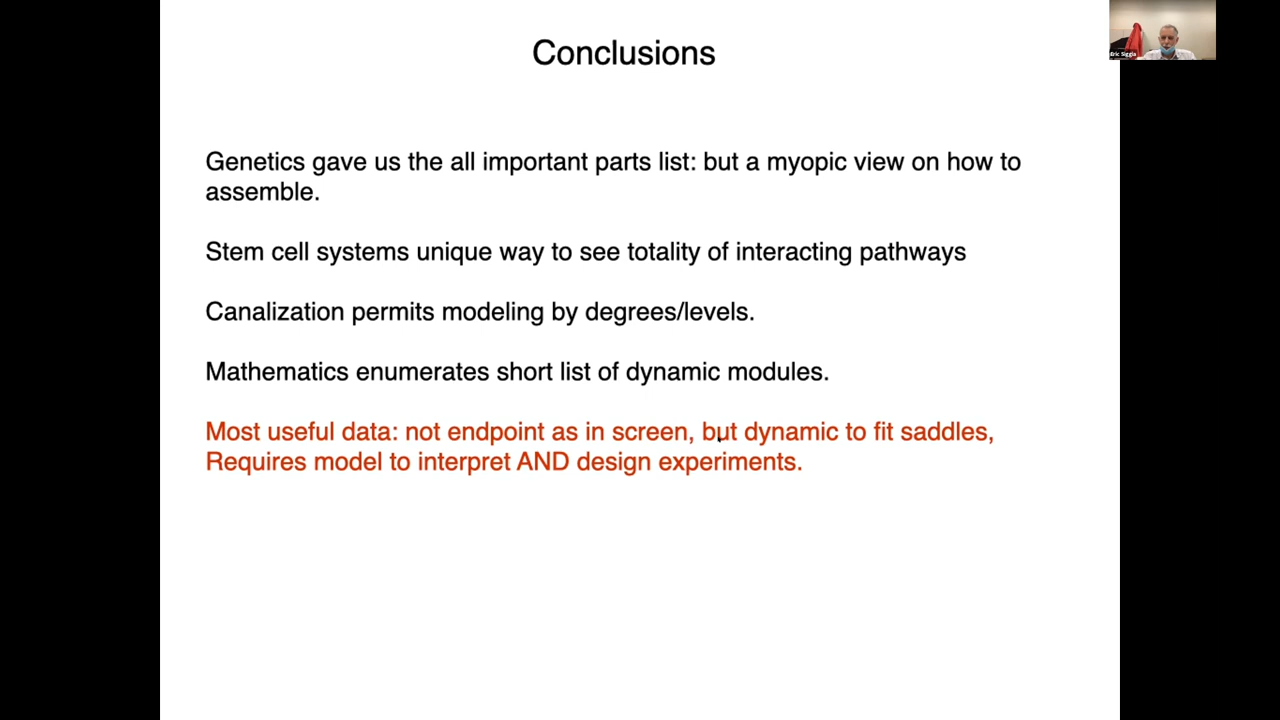 Conclusions
Eric Siggia
Genetics gave us the all important parts list: but a myopic view on how to
assemble.
Stem cell systems unique way to see totality of interacting pathways
Canalization permits modeling by degrees/levels.
Mathematics enumerates short list of dynamic modules.
Most useful data: not endpoint as in screen, but dynamic to fit saddles,
Requires model to interpret AND design experiments.